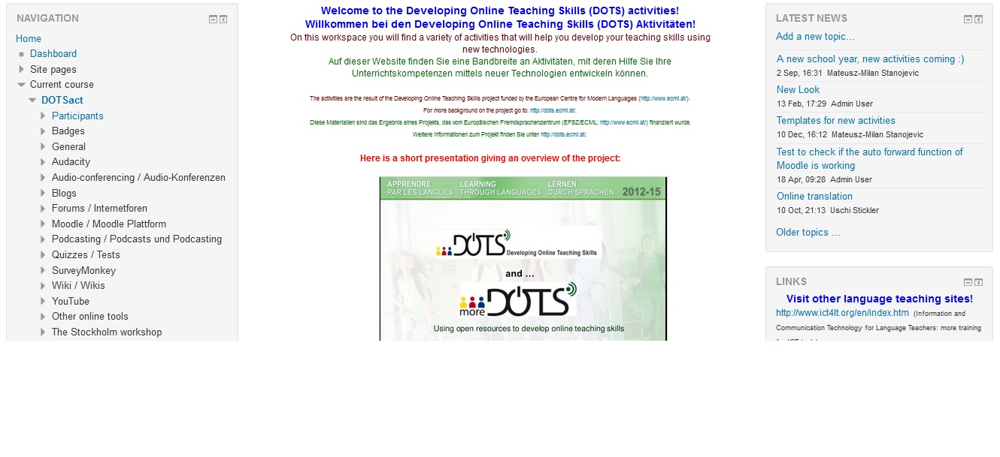 NAVIGATION
Home
Dashboard
Site pages
Current course
DOTSact
Participants
Badges
General
Audacity
Audio-conferencing / Audio-Konferenzen
Blogs
Forums / Internetforen
Moodle / Moodle Plattform
Podcasting / Podcasts und Podcasting
Quizzes / Tests
SurveyMonkey
Wiki / Wikis
YouTube
Other online tools
The Stockholm workshop
Welcome to the Developing Online Teaching Skills (DOTS) activities!
Willkommen bei den Developing Online Teaching Skills (DOTS) Aktivitäten!
On this workspace you will find a variety of activities that will help you develop your teaching skills using
new technologies.
Auf dieser Website finden Sie eine Bandbreite an Aktivitäten, mit deren Hilfe Sie Ihre
Unterrichtskompetenzen mittels neuer Technologien entwickeln können.
The activities are the result of the Developing Online Teaching Skills project funded by the European Centre for Modern Languages (http://www.ecml.at/).
For more background on the project go to: http://dots.ecml.at/.
Diese Materialien sind das Ergebnis eines Projekts, das vom Europäischen Fremdsprachenzentrum (EFSZ/ECML; http://www.ecml.at/) finanziert wurde.
Weitere Informationen zum Projekt finden Sie unter http://dots.ecml.at/.
Here is a short presentation giving an overview of the project:
APPRENDRE LEARNING LERNEN
PAR LES LANGUES THROUGH LANGUAGES DURCH SPRACHEN 2012-15
DOTS Developing Online Teaching Skills
and ...
more DOTS
Using open resources to develop online teaching skills
LATEST NEWS
Add a new topic...
A new school year, new activities coming :)
2 Sep, 16:31 Mateusz-Milan Stanojevic
New Look
13 Feb, 17:29 Admin User
Templates for new activities
10 Dec, 16:12 Mateusz-Milan Stanojevic
Test to check if the auto forward function of
Moodle is working
18 Apr, 09:28 Admin User
Online translation
10 Oct, 21:13 Uschi Stickler
Older topics ...
LINKS
Visit other language teaching sites!
http://www.ict4lt.org/en/index.htm (Information and
Communication Technology for Language Teachers: more training